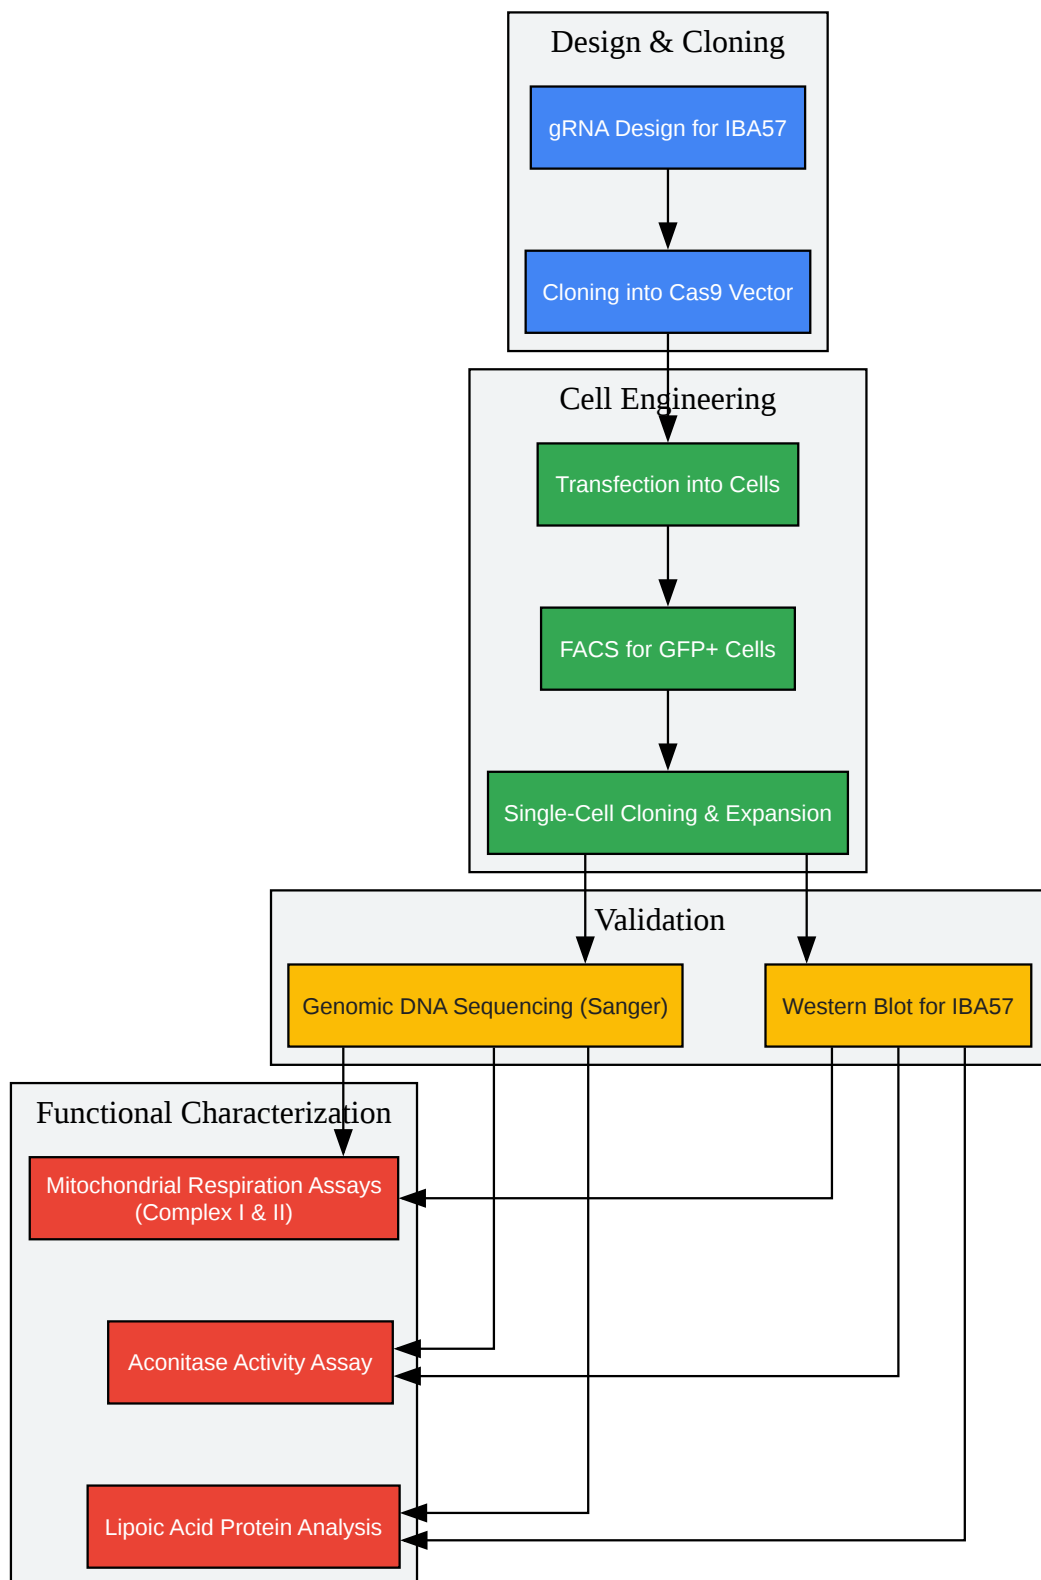 Design & Cloning
gRNA Design for IBA57
Cloning into Cas9 Vector
Cell Engineering
Transfection into Cells
FACS for GFP+ Cells
Single-Cell Cloning & Expansion
Validation
Genomic DNA Sequencing (Sanger)
Western Blot for IBA57
Functional Characterization
Mitochondrial Respiration Assays
(Complex I & II)
Aconitase Activity Assay
Lipoic Acid Protein Analysis